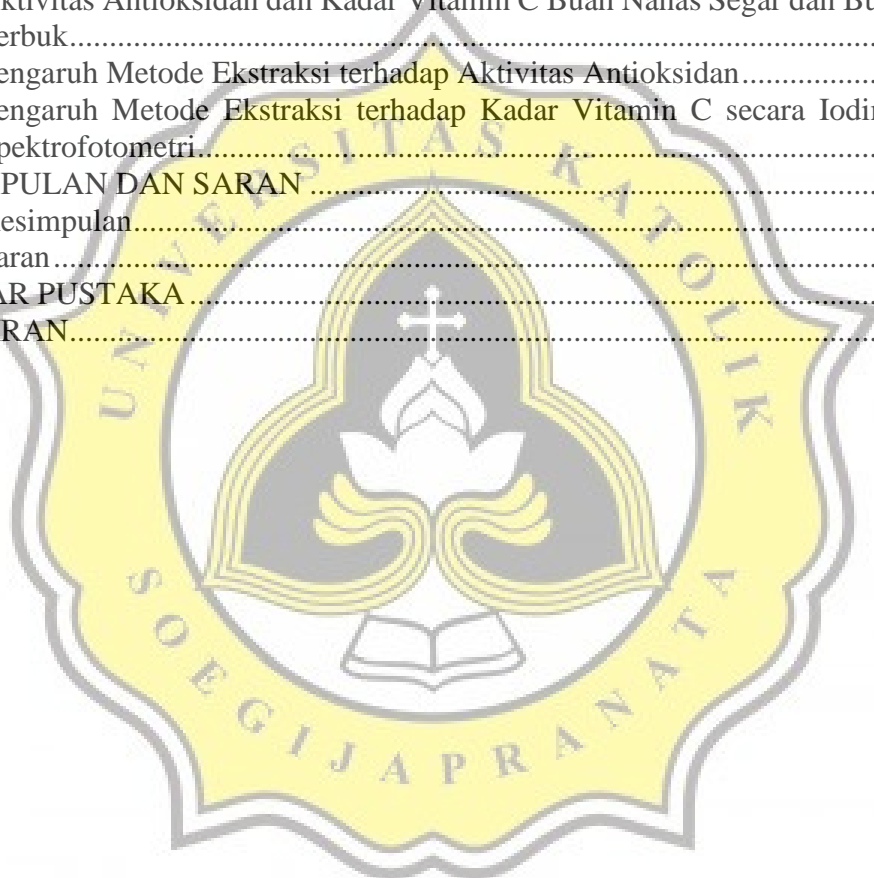 ktivitas Antioksidan dan Kadar Vitamin C Buah Nanas Segar dan Bu
erbuk........................................................................................
engaruh Metode Ekstraksi terhadap Aktivitas Antioksidan................
engaruh Metode Ekstraksi terhadap Kadar Vitamin C secara Iodi
pektrofotometri........................................................................
PULAN DAN SARAN........................................................................
esimpulan................................................................................
aran........................................................................................
AR PUSTAKA................................................................................
RAN........................................................................................
UNIVERSITAS KATOLIK
SOEGIJAPRANATA